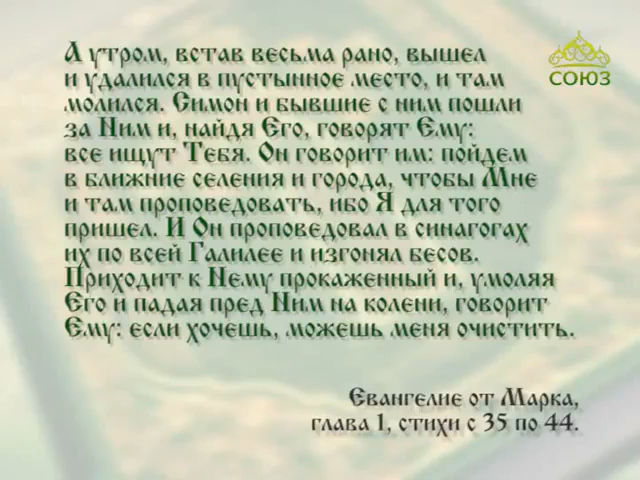 А утром, встав весьма рано, вышел
и удалился в пустынное место, и там
молился. Симон и бывшие с ним пошли
за Ним и, найдя Его, говорят Ему:
все ищут Тебя. Он говорит им: пойдем
в ближние селения и города, чтобы Мне
и там проповедовать, ибо Я для того
пришел. И Он проповедовал в синагогах
их по всей Галилее и изгонял бесов.
Приходит к Нему прокаженный и, умоляя
Его и падая пред Ним на колени, говорит
Ему: если хочешь, можешь меня очистить.
Евангелие от Марка,
глава 1, стихи с 35 по 44.
СОЮЗ